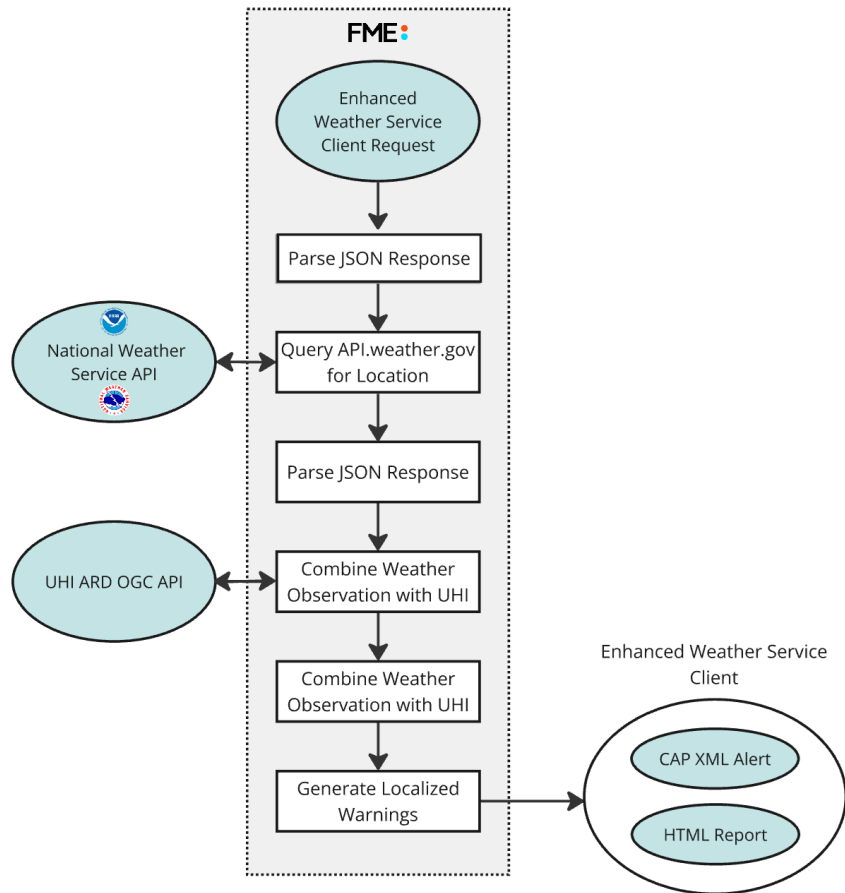 FME
Enhanced
Weather Service
Client Request
Parse JSON Response
National Weather
Service API
Query API.weather.gov
for Location
Parse JSON Response
UHI ARD OGC API
Combine Weather
Observation with UHI
Combine Weather
Observation with UHI
Generate Localized
Warnings
Enhanced Weather Service
Client
CAP XML Alert
HTML Report